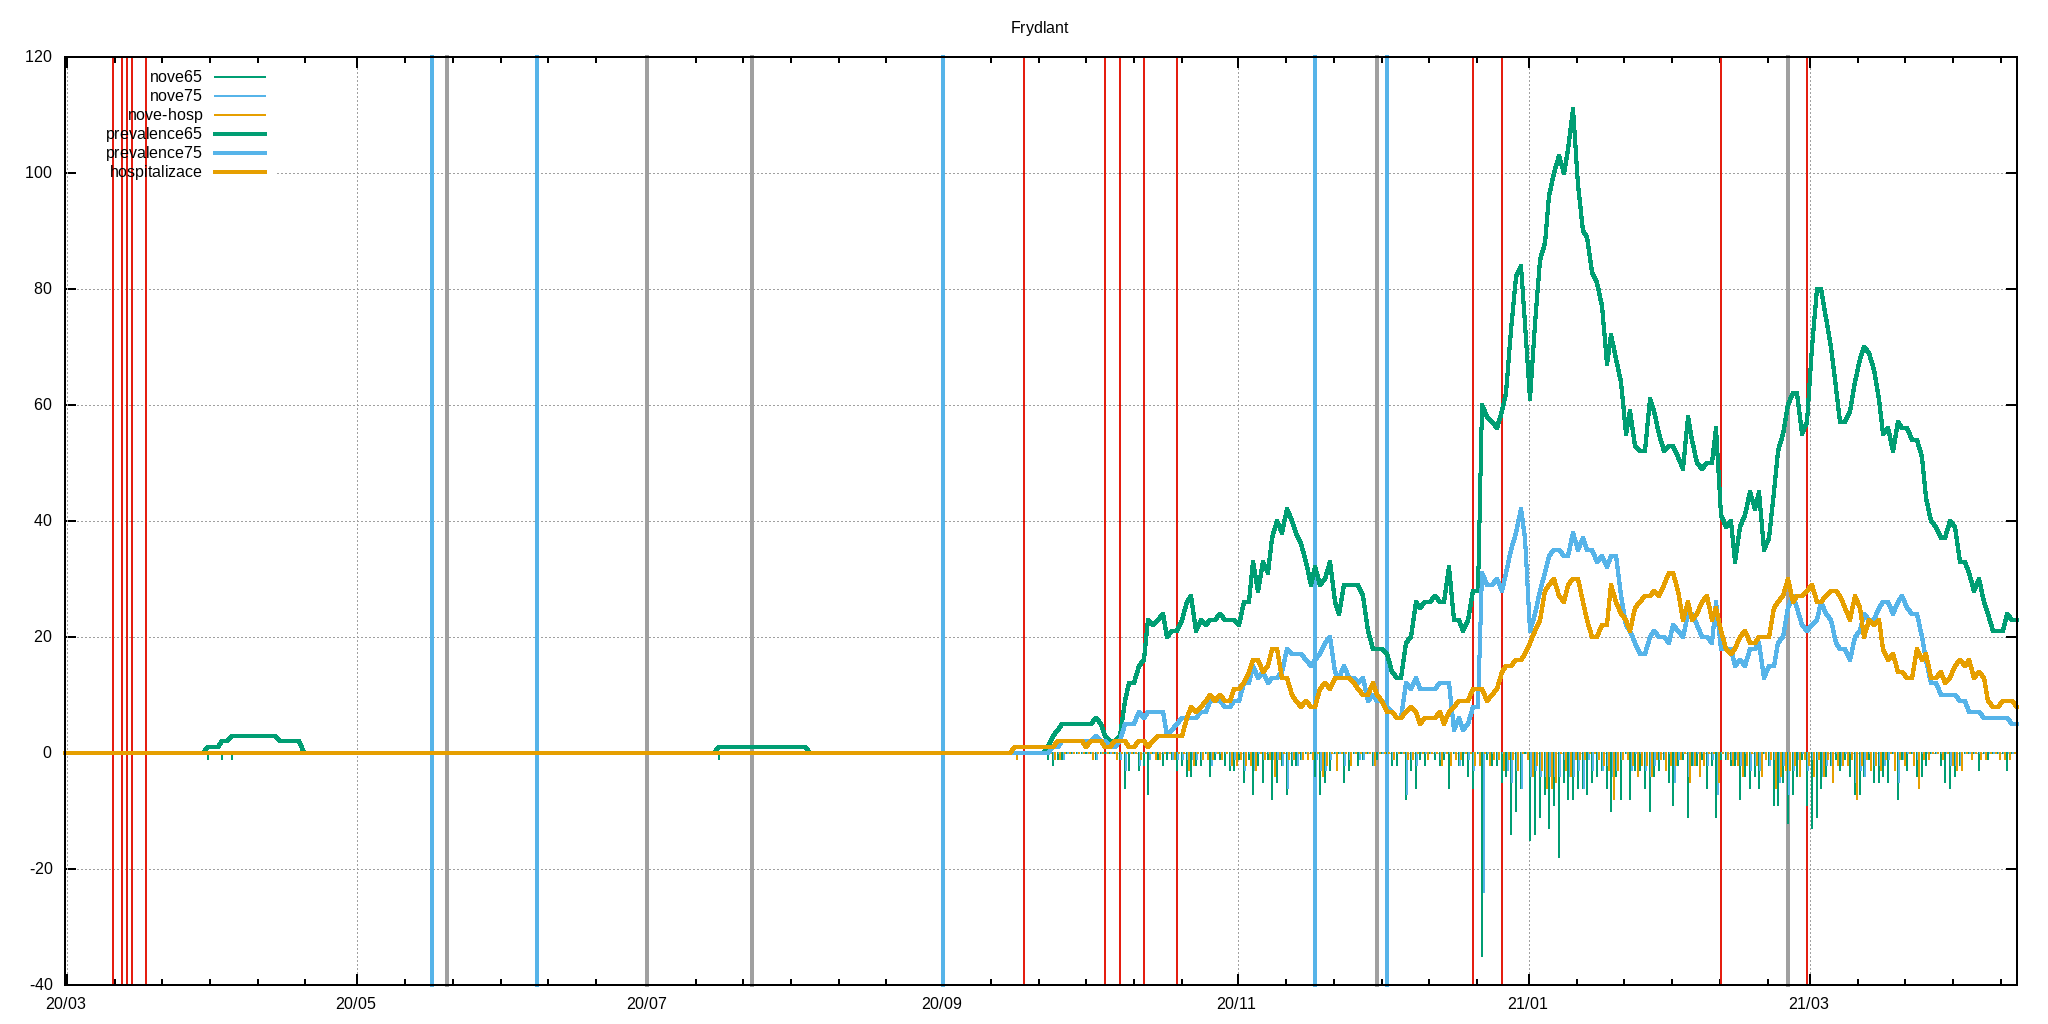 Frydlant
120
100
80
60
40
20
0
-20
-40
nove65
nove75
nove-hosp
prevalence65
prevalence75
hospitalizace
20/03 20/05 20/07 20/09 20/11 21/01 21/03